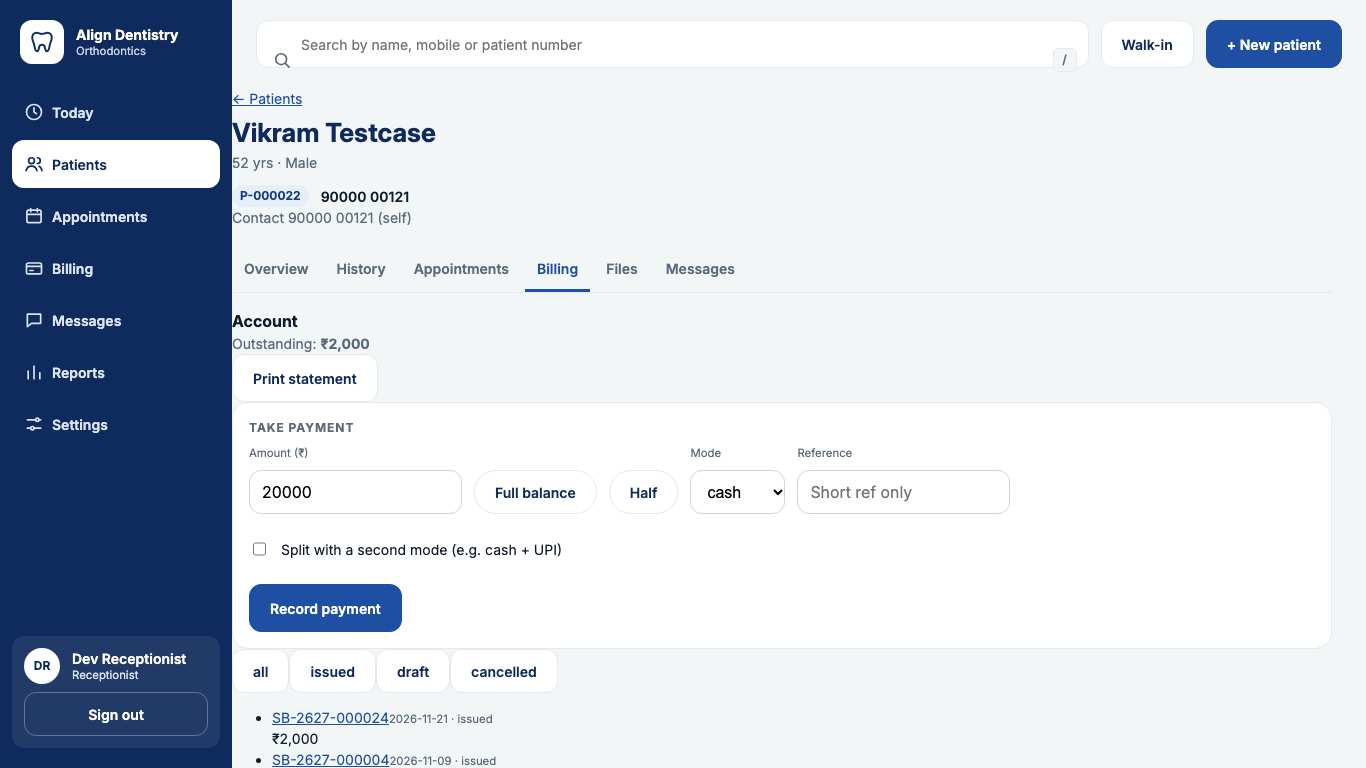 Align Dentistry
Orthodontics
Today
Patients
Appointments
Billing
Messages
Reports
Settings
DR
Dev Receptionist
Receptionist
Sign out
Search by name, mobile or patient number
/
Walk-in
+ New patient
← Patients
Vikram Testcase
52 yrs · Male
P-000022 90000 00121
Contact 90000 00121 (self)
Overview History Appointments Billing Files Messages
Account
Outstanding: ₹2,000
Print statement
TAKE PAYMENT
Amount (₹) Mode Reference
20000 Full balance Half cash Short ref only
Split with a second mode (e.g. cash + UPI)
Record payment
all issued draft cancelled
SB-2627-000024 2026-11-21 · issued
₹2,000
SB-2627-000004 2026-11-09 · issued